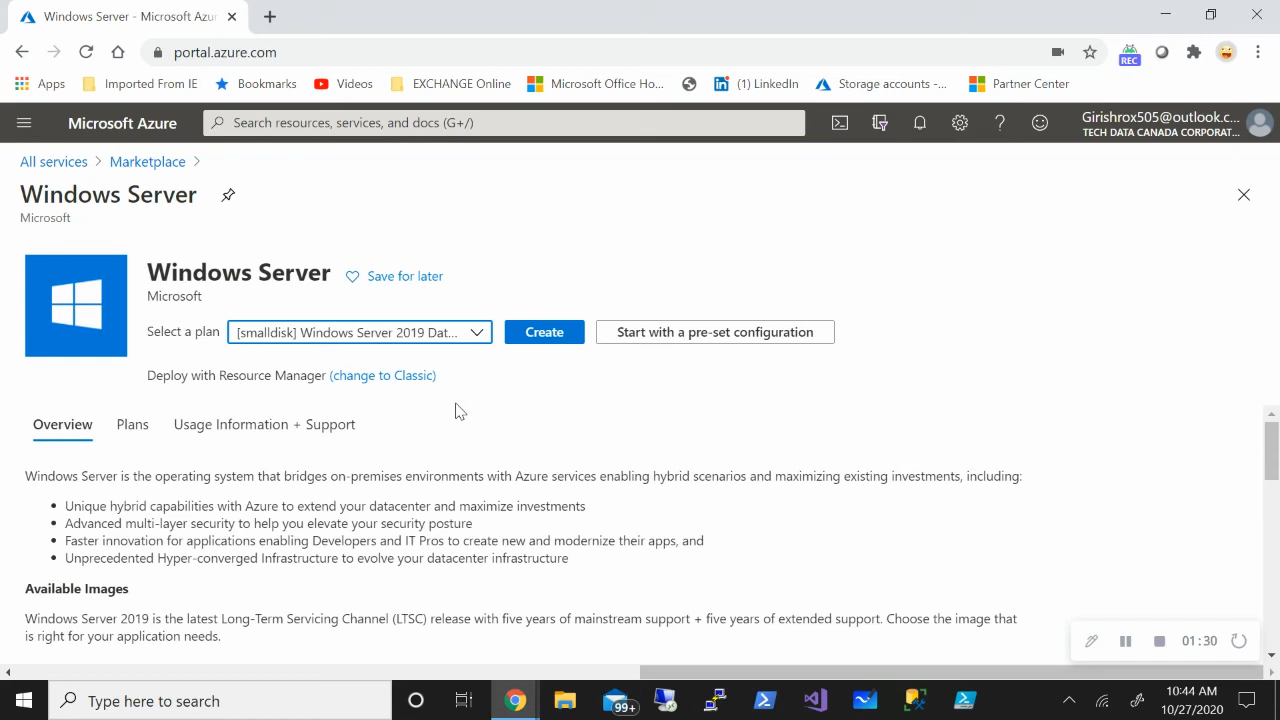 Windows Server - Microsoft Azur
portal.azure.com
REC
Apps
Imported From IE
Bookmarks
Videos
EXCHANGE Online
Microsoft Office Ho...
(1) LinkedIn
Storage accounts -...
Partner Center
Microsoft Azure
Search resources, services, and docs (G+/)
Girishrox505@outlook.c...
TECH DATA CANADA CORPORAT...
All services > Marketplace >
Windows Server
Microsoft
Windows Server
Save for later
Microsoft
Select a plan
[smalldisk] Windows Server 2019 Dat...
Create
Start with a pre-set configuration
Deploy with Resource Manager (change to Classic)
Overview
Plans
Usage Information + Support
Windows Server is the operating system that bridges on-premises environments with Azure services enabling hybrid scenarios and maximizing existing investments, including:
• Unique hybrid capabilities with Azure to extend your datacenter and maximize investments
• Advanced multi-layer security to help you elevate your security posture
• Faster innovation for applications enabling Developers and IT Pros to create new and modernize their apps, and
• Unprecedented Hyper-converged Infrastructure to evolve your datacenter infrastructure
Available Images
Windows Server 2019 is the latest Long-Term Servicing Channel (LTSC) release with five years of mainstream support + five years of extended support. Choose the image that
is right for your application needs.
01:30
Type here to search
99+
10:44 AM
10/27/2020